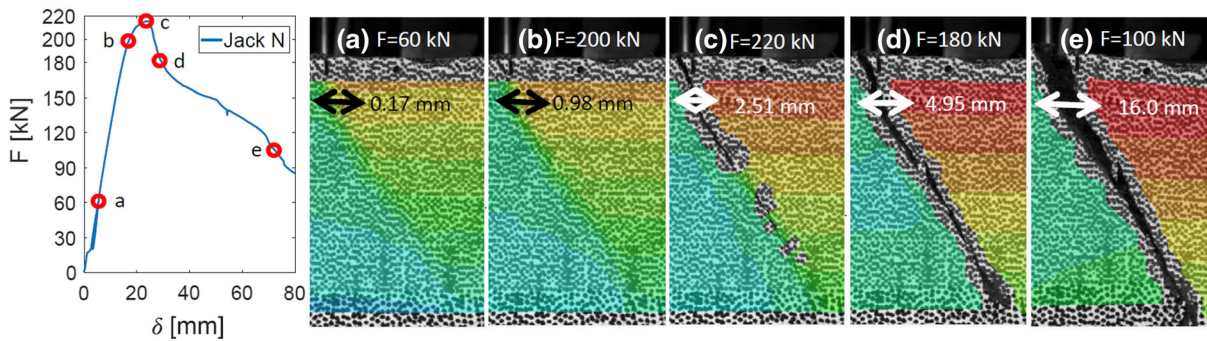 220
200
180
150
120
90
60
30
0
F [kN]
0 20 40 60 80
δ [mm]
Jack N
a
b
c
d
e
(a) F=60 kN
0.17 mm
(b) F=200 kN
0.98 mm
(c) F=220 kN
2.51 mm
(d) F=180 kN
4.95 mm
(e) F=100 kN
16.0 mm